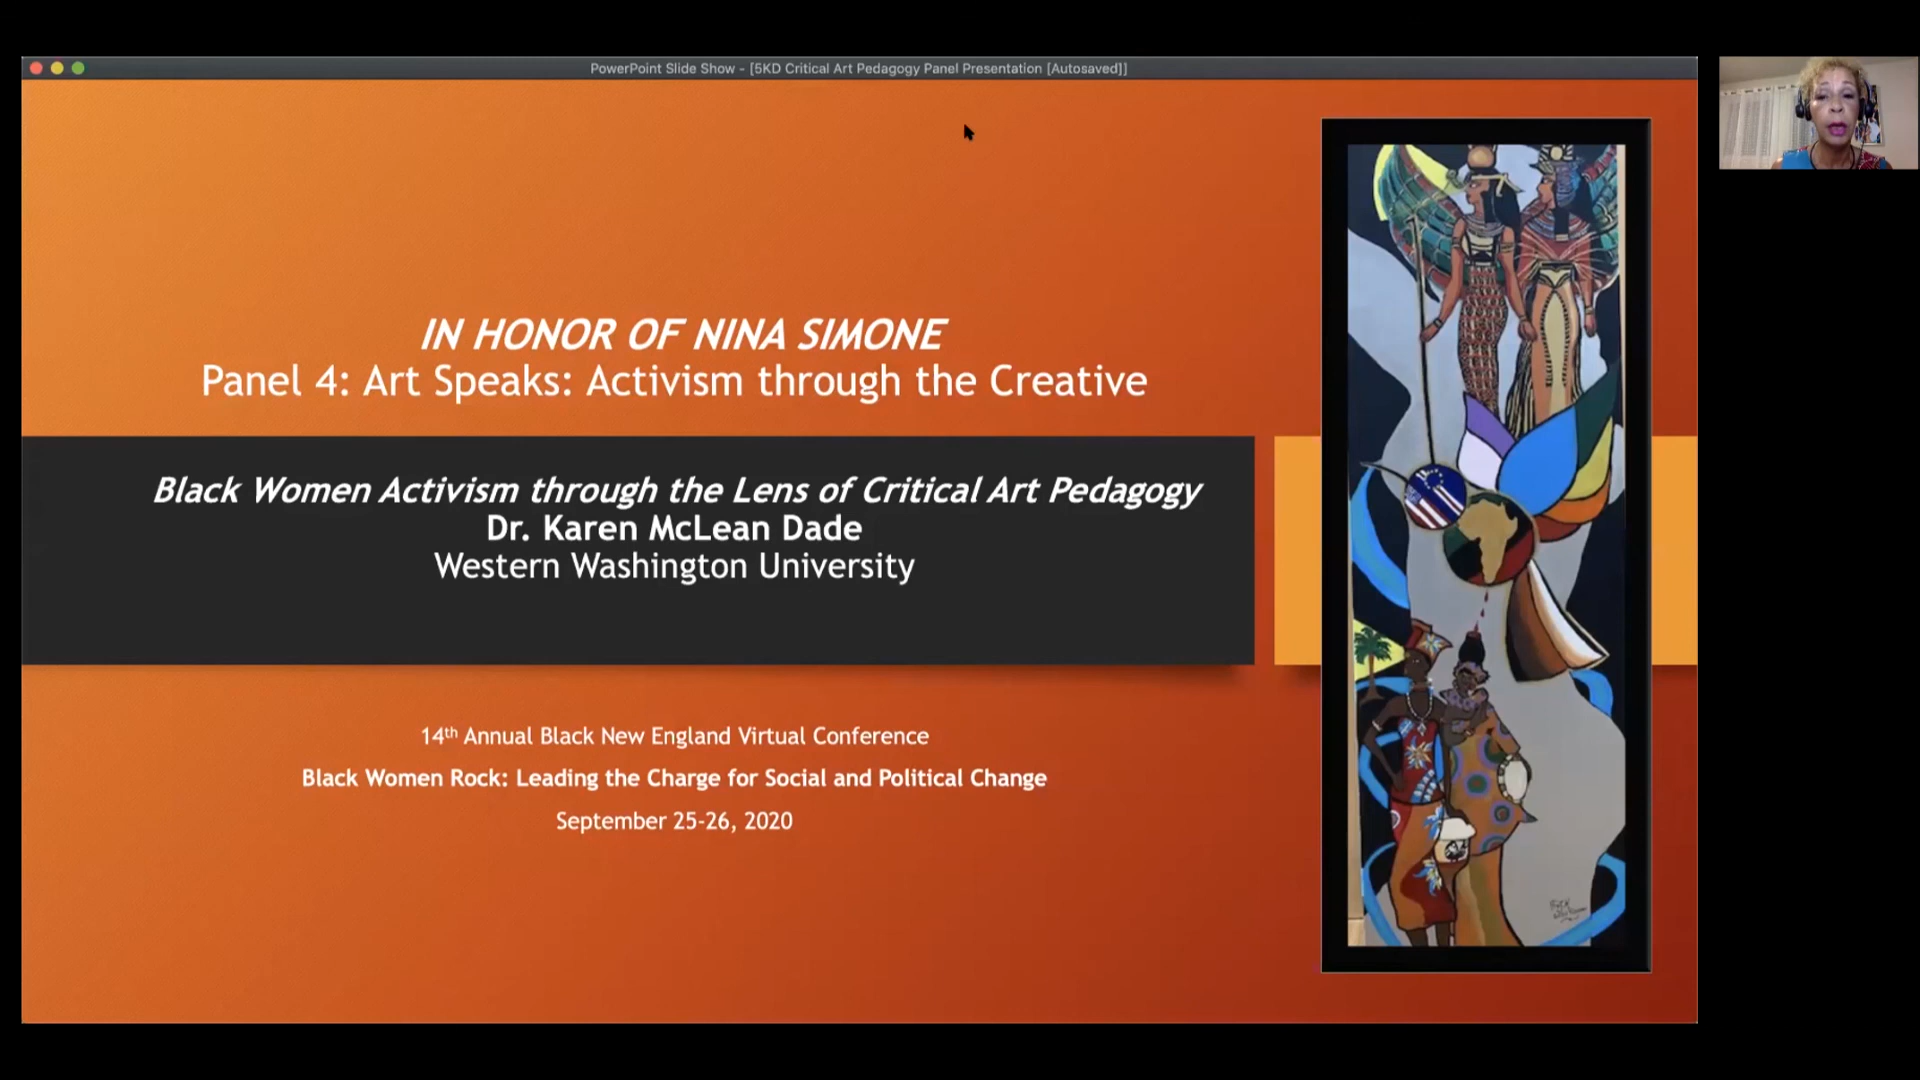 PowerPoint Slide Show - [5KD Critical Art Pedagogy Panel Presentation [Autosaved]]
IN HONOR OF NINA SIMONE
Panel 4: Art Speaks: Activism through the Creative
Black Women Activism through the Lens of Critical Art Pedagogy
Dr. Karen McLean Dade
Western Washington University
14th Annual Black New England Virtual Conference
Black Women Rock: Leading the Charge for Social and Political Change
September 25-26, 2020